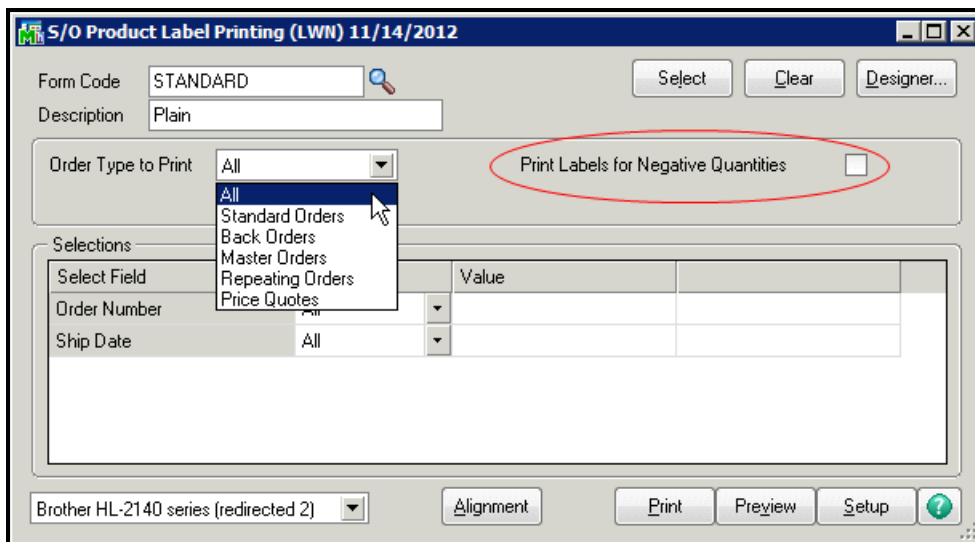 S/O Product Label Printing (LWN) 11/14/2012
Form Code STANDARD Select Clear Designer...
Description Plain
Order Type to Print All Print Labels for Negative Quantities
All
Standard Orders
Back Orders
Master Orders
Repeating Orders
Price Quotes
Selections
Select Field Value
Order Number All
Ship Date All
Brother HL-2140 series (redirected 2) Alignment Print Preview Setup